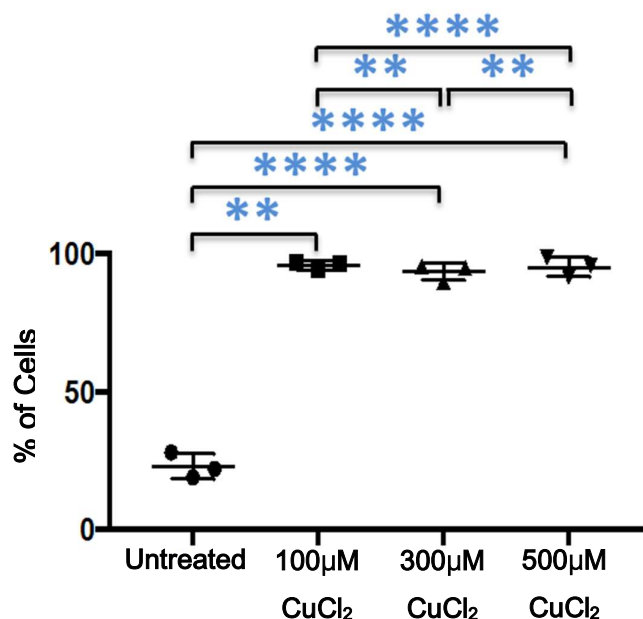 ****
** **
****
****
**
100
50
0
% of Cells
Untreated 100µM 300µM 500µM
CuCl₂ CuCl₂ CuCl₂